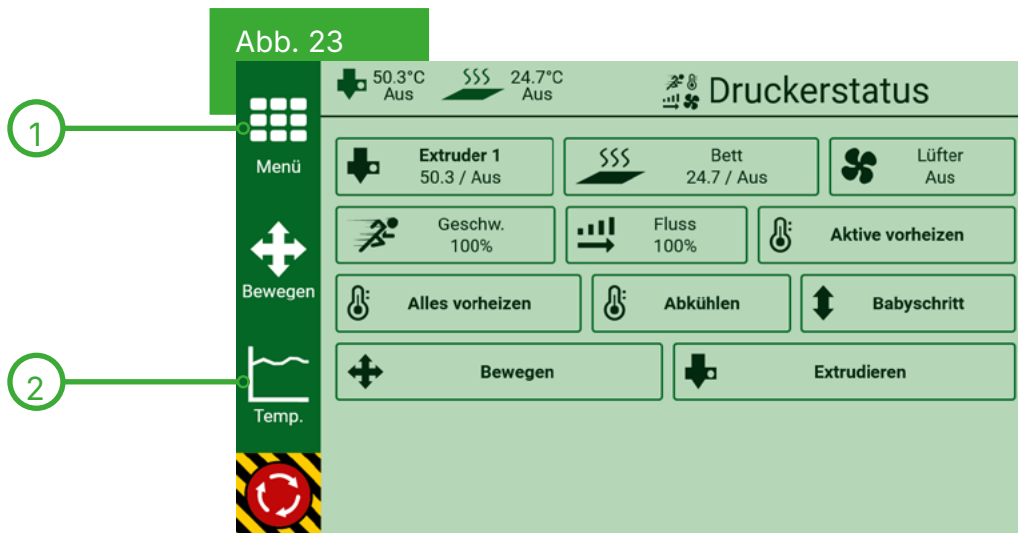 Abb. 23
50.3°C
Aus
24.7°C
Aus
Druckerstatus
1
Menü
Extruder 1
50.3 / Aus
Bett
24.7 / Aus
Lüfter
Aus
Geschw.
100%
Fluss
100%
Aktive vorheizen
Bewegen
Alles vorheizen
Abkühlen
Babyschritt
2
Temp.
Bewegen
Extrudieren